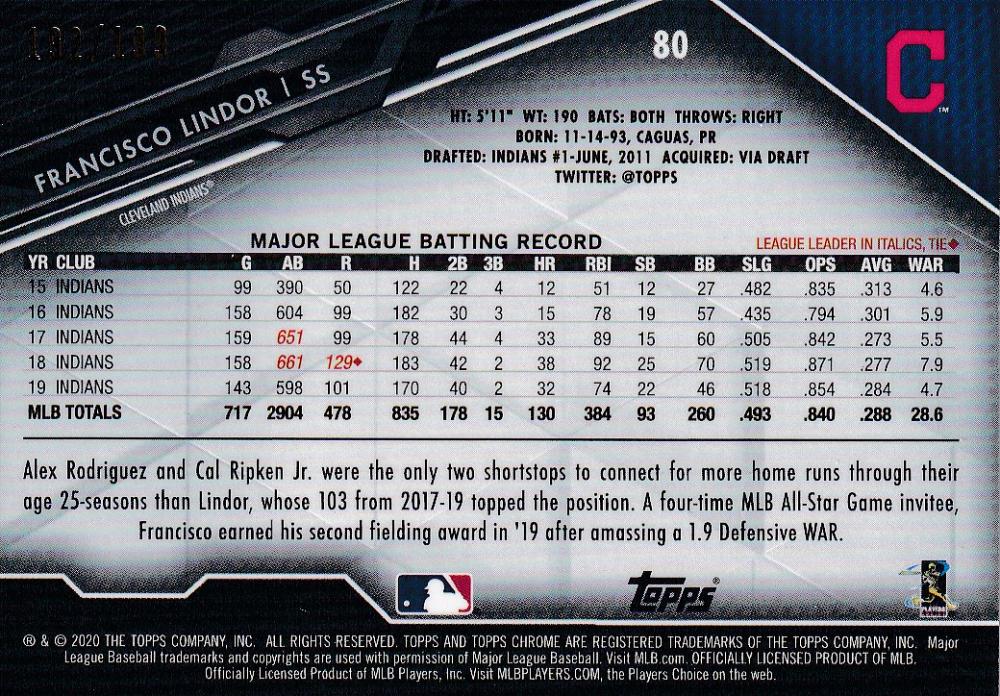 80
C
™
FRANCISCO LINDOR | SS
CLEVELAND INDIANS®
HT: 5'11" WT: 190 BATS: BOTH THROWS: RIGHT
BORN: 11-14-93, CAGUAS, PR
DRAFTED: INDIANS #1-JUNE, 2011 ACQUIRED: VIA DRAFT
TWITTER: @TOPPS
MAJOR LEAGUE BATTING RECORD LEAGUE LEADER IN ITALICS, TIE◆
YR CLUB G AB R H 2B 3B HR RBI SB BB SLG OPS AVG WAR
15 INDIANS 99 390 50 122 22 4 12 51 12 27 .482 .835 .313 4.6
16 INDIANS 158 604 99 182 30 3 15 78 19 57 .435 .794 .301 5.9
17 INDIANS 159 651 99 178 44 4 33 89 15 60 .505 .842 .273 5.5
18 INDIANS 158 661 129◆ 183 42 2 38 92 25 70 .519 .871 .277 7.9
19 INDIANS 143 598 101 170 40 2 32 74 22 46 .518 .854 .284 4.7
MLB TOTALS 717 2904 478 835 178 15 130 384 93 260 .493 .840 .288 28.6
Alex Rodriguez and Cal Ripken Jr. were the only two shortstops to connect for more home runs through their
age 25-seasons than Lindor, whose 103 from 2017-19 topped the position. A four-time MLB All-Star Game invitee,
Francisco earned his second fielding award in '19 after amassing a 1.9 Defensive WAR.
topps®
PLAYERS
® & © 2020 THE TOPPS COMPANY, INC. ALL RIGHTS RESERVED. TOPPS AND TOPPS CHROME ARE REGISTERED TRADEMARKS OF THE TOPPS COMPANY, INC. Major
League Baseball trademarks and copyrights are used with permission of Major League Baseball. Visit MLB.com. OFFICIALLY LICENSED PRODUCT OF MLB.
Officially Licensed Product of MLB Players, Inc. Visit MLBPLAYERS.COM, the Players Choice on the web.